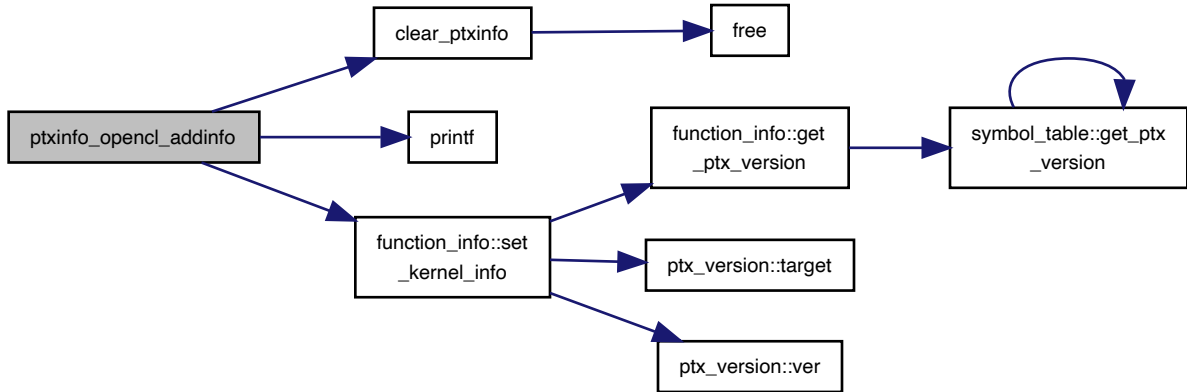 clear_ptxinfo
free
ptxinfo_opencl_addinfo
printf
function_info::get
_ptx_version
symbol_table::get_ptx
_version
function_info::set
_kernel_info
ptx_version::target
ptx_version::ver